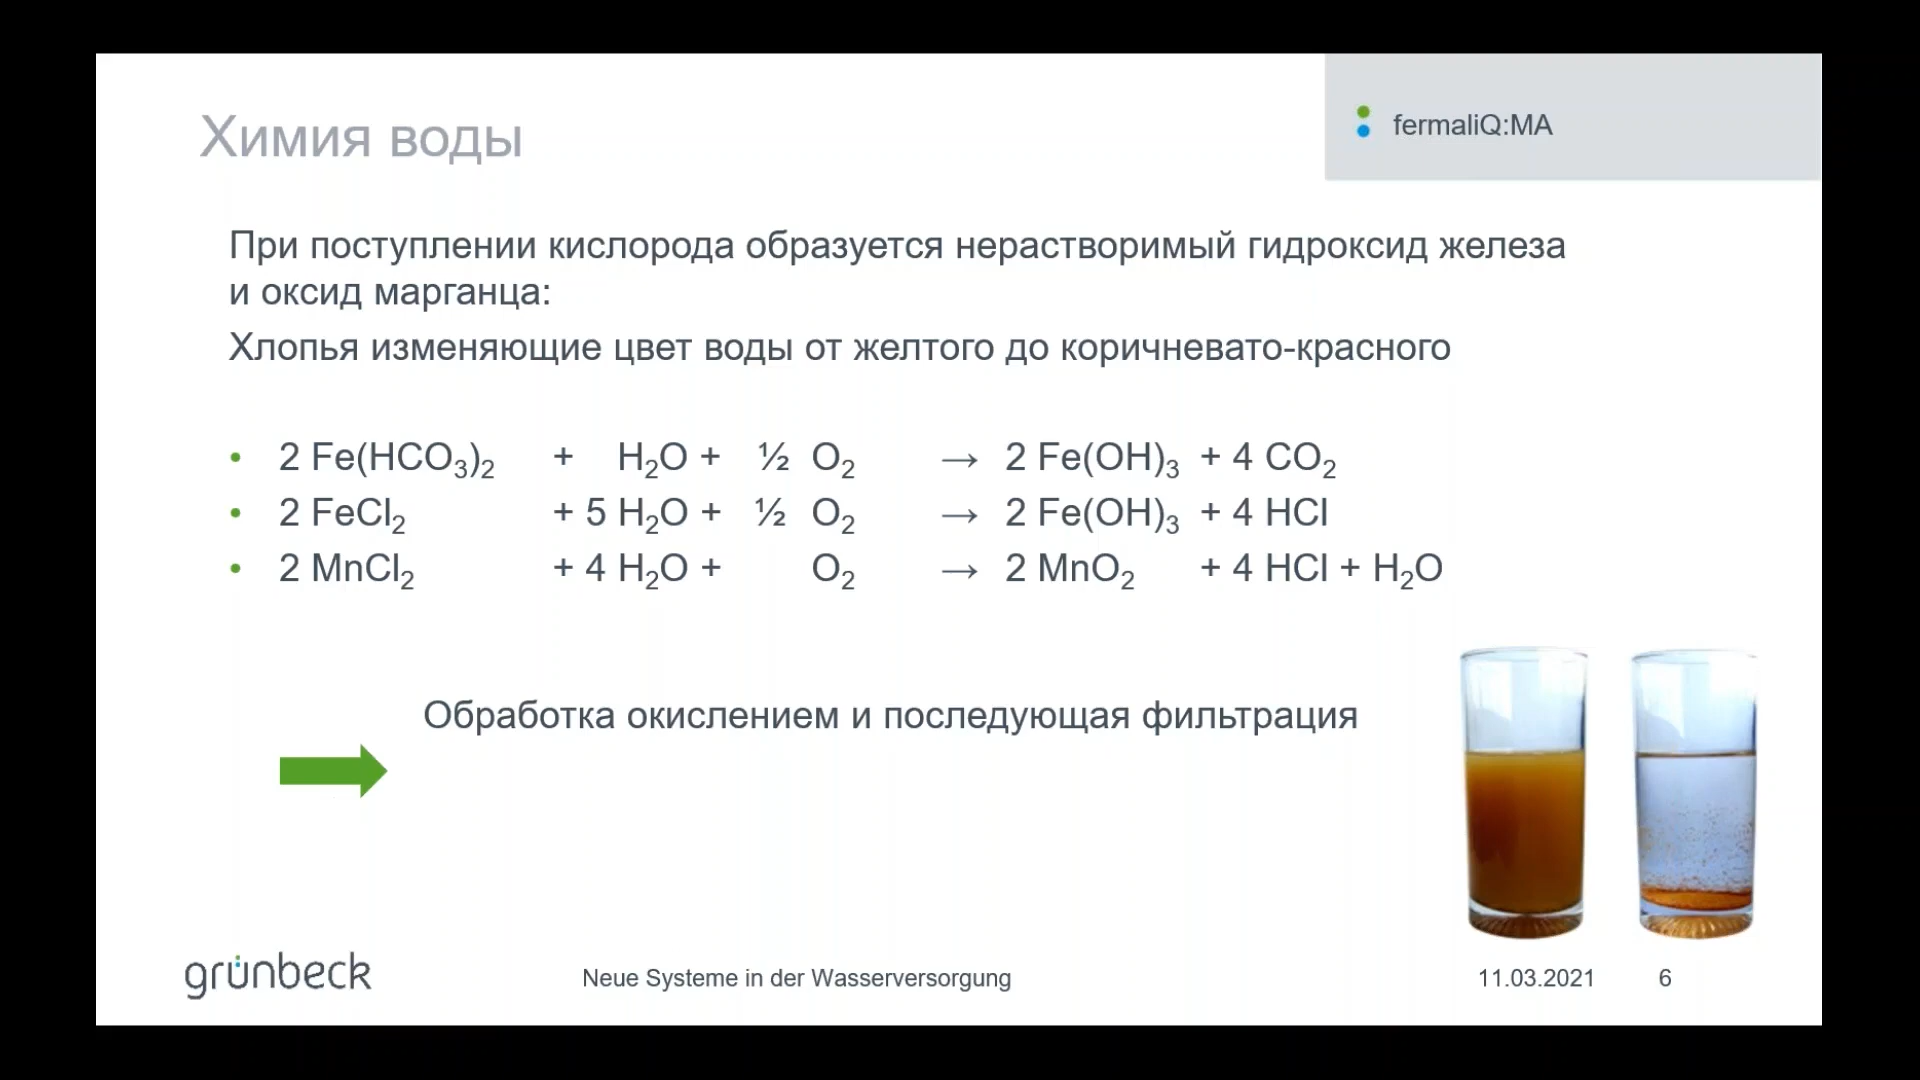 Химия воды
fermaliQ:MA
При поступлении кислорода образуется нерастворимый гидроксид железа
и оксид марганца:
Хлопья изменяющие цвет воды от желтого до коричневато-красного
• 2 Fe(HCO₃)₂ + H₂O + ½ O₂ → 2 Fe(OH)₃ + 4 CO₂
• 2 FeCl₂ + 5 H₂O + ½ O₂ → 2 Fe(OH)₃ + 4 HCl
• 2 MnCl₂ + 4 H₂O + O₂ → 2 MnO₂ + 4 HCl + H₂O
Обработка окислением и последующая фильтрация
grünbeck
Neue Systeme in der Wasserversorgung
11.03.2021
6